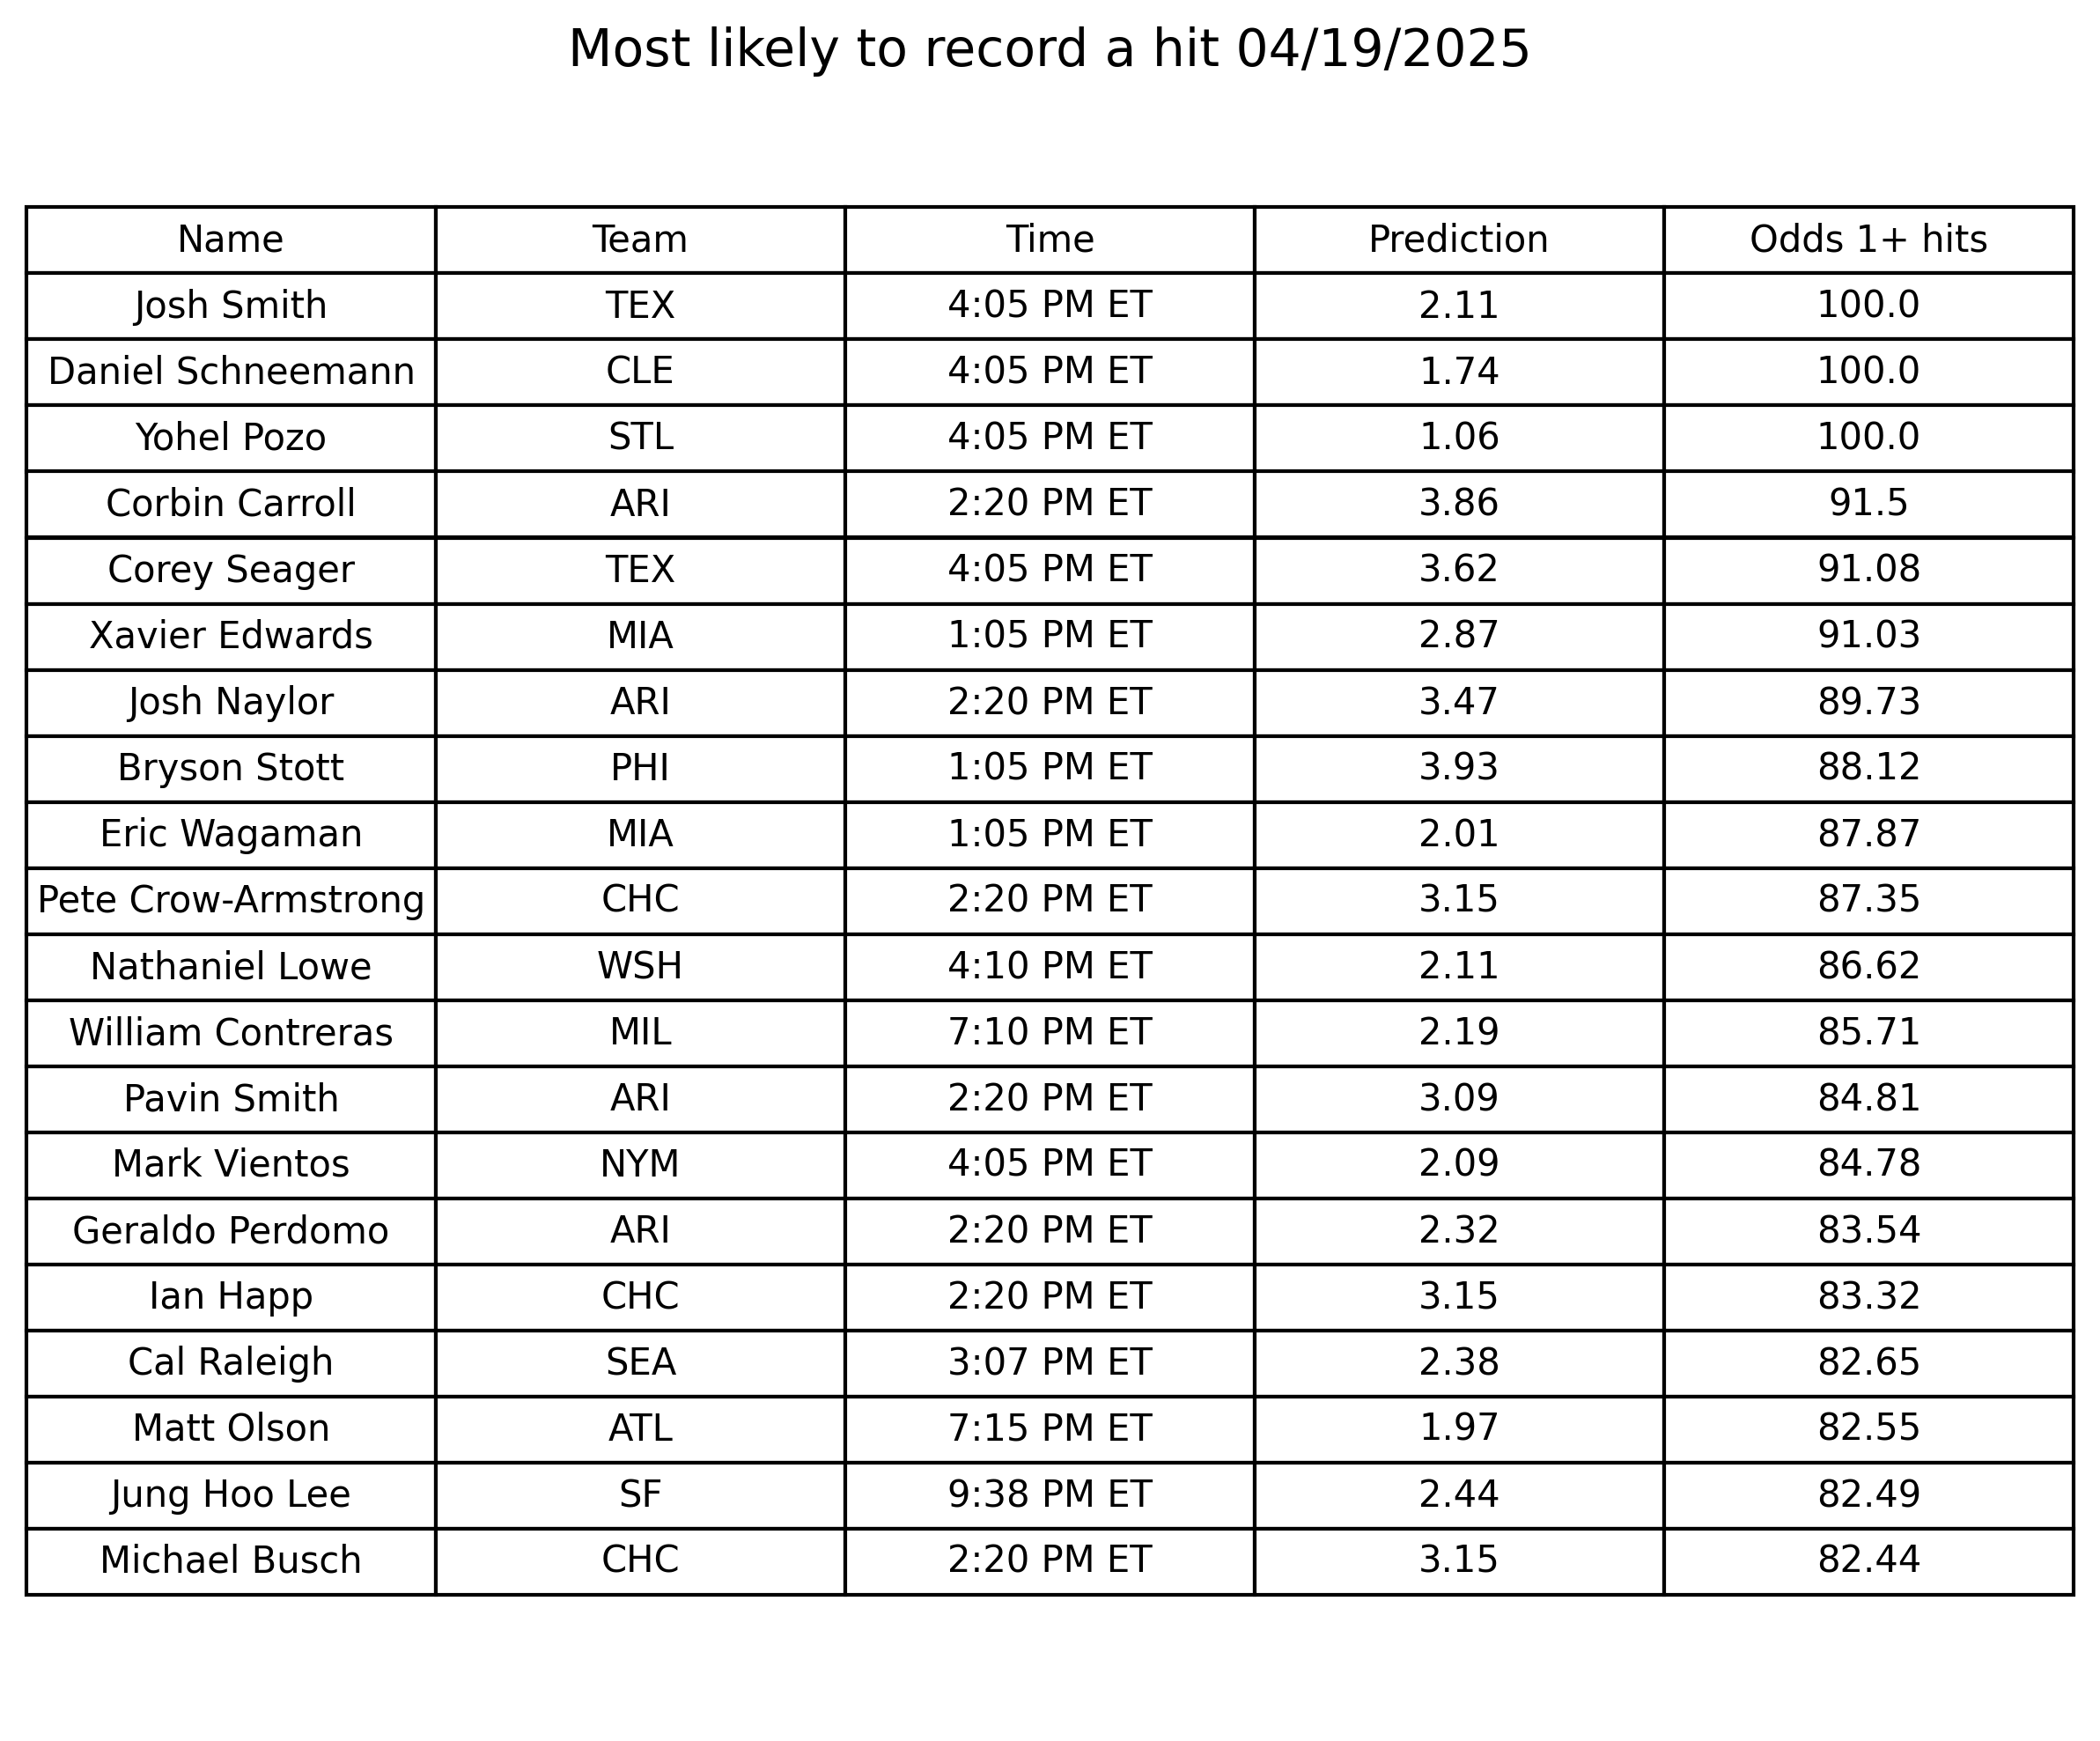 Most likely to record a hit 04/19/2025
Name Team Time Prediction Odds 1+ hits
Josh Smith TEX 4:05 PM ET 2.11 100.0
Daniel Schneemann CLE 4:05 PM ET 1.74 100.0
Yohel Pozo STL 4:05 PM ET 1.06 100.0
Corbin Carroll ARI 2:20 PM ET 3.86 91.5
Corey Seager TEX 4:05 PM ET 3.62 91.08
Xavier Edwards MIA 1:05 PM ET 2.87 91.03
Josh Naylor ARI 2:20 PM ET 3.47 89.73
Bryson Stott PHI 1:05 PM ET 3.93 88.12
Eric Wagaman MIA 1:05 PM ET 2.01 87.87
Pete Crow-Armstrong CHC 2:20 PM ET 3.15 87.35
Nathaniel Lowe WSH 4:10 PM ET 2.11 86.62
William Contreras MIL 7:10 PM ET 2.19 85.71
Pavin Smith ARI 2:20 PM ET 3.09 84.81
Mark Vientos NYM 4:05 PM ET 2.09 84.78
Geraldo Perdomo ARI 2:20 PM ET 2.32 83.54
Ian Happ CHC 2:20 PM ET 3.15 83.32
Cal Raleigh SEA 3:07 PM ET 2.38 82.65
Matt Olson ATL 7:15 PM ET 1.97 82.55
Jung Hoo Lee SF 9:38 PM ET 2.44 82.49
Michael Busch CHC 2:20 PM ET 3.15 82.44